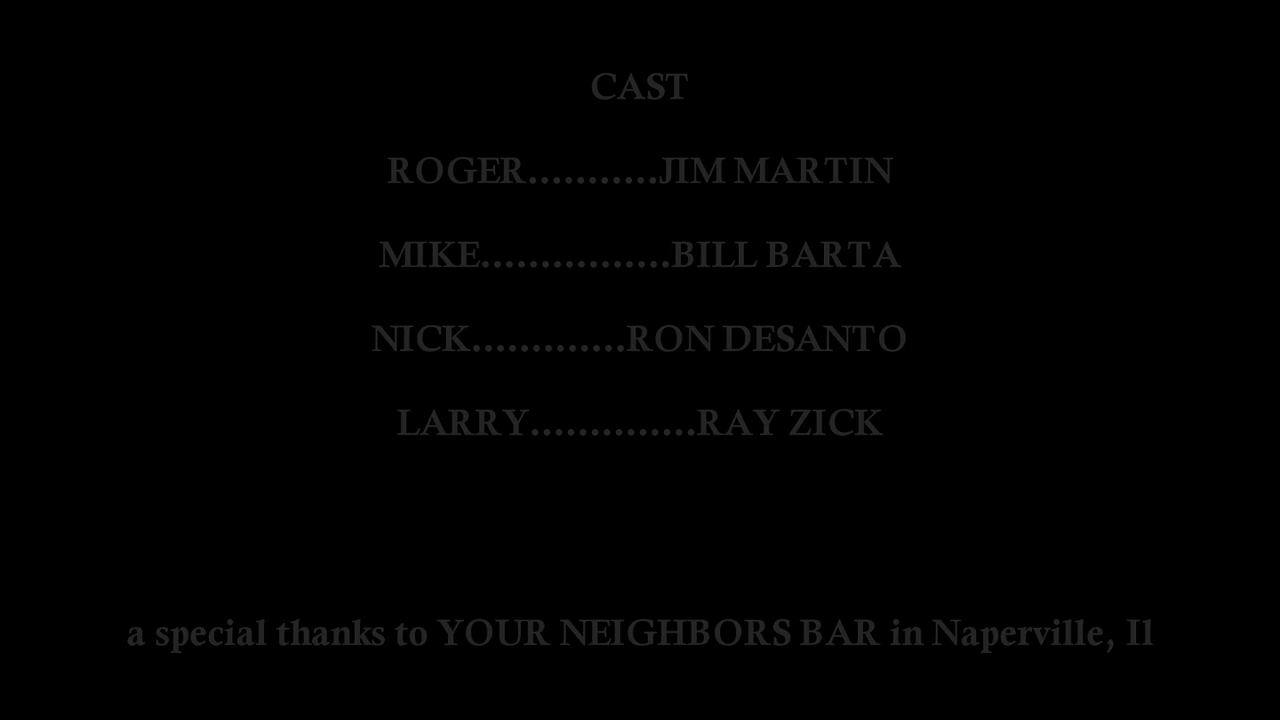 CAST
ROGER...........JIM MARTIN
MIKE................BILL BARTA
NICK.............RON DESANTO
LARRY..............RAY ZICK
a special thanks to YOUR NEIGHBORS BAR in Naperville, Il